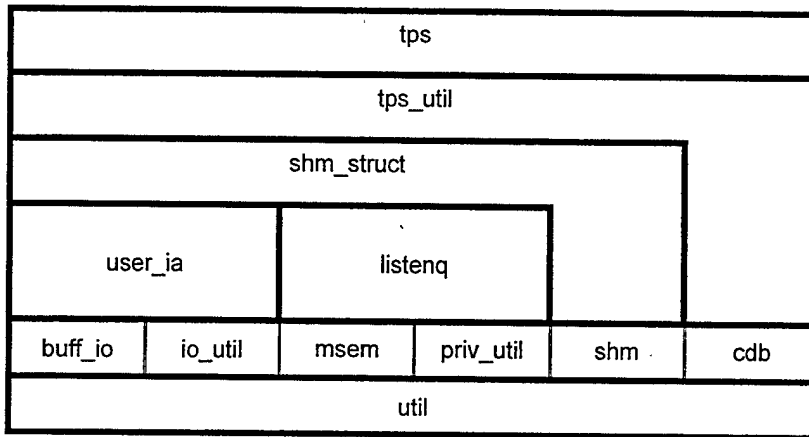 tps
tps_util
shm_struct
user_ia listenq
buff_io io_util msem priv_util shm cdb
util